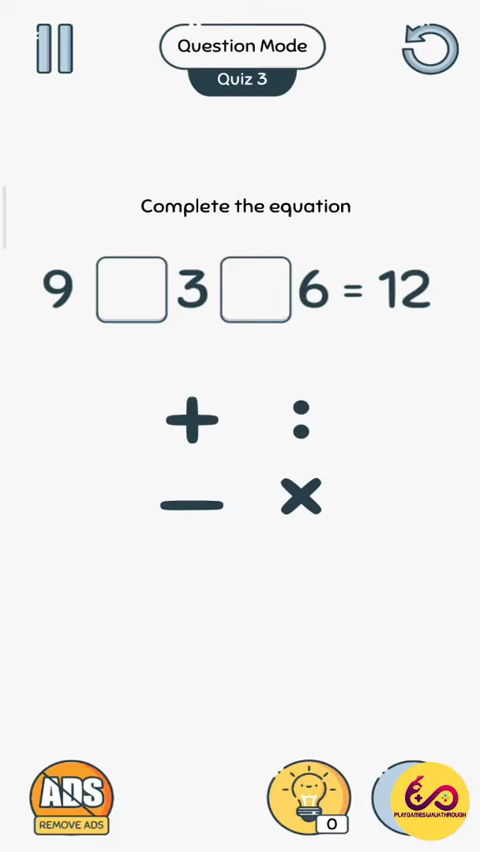 Question Mode
Quiz 3
Complete the equation
9 3 6 = 12
+ :
− ×
ADS
REMOVE ADS
0
PLAYGAMESWALKTHROUGH